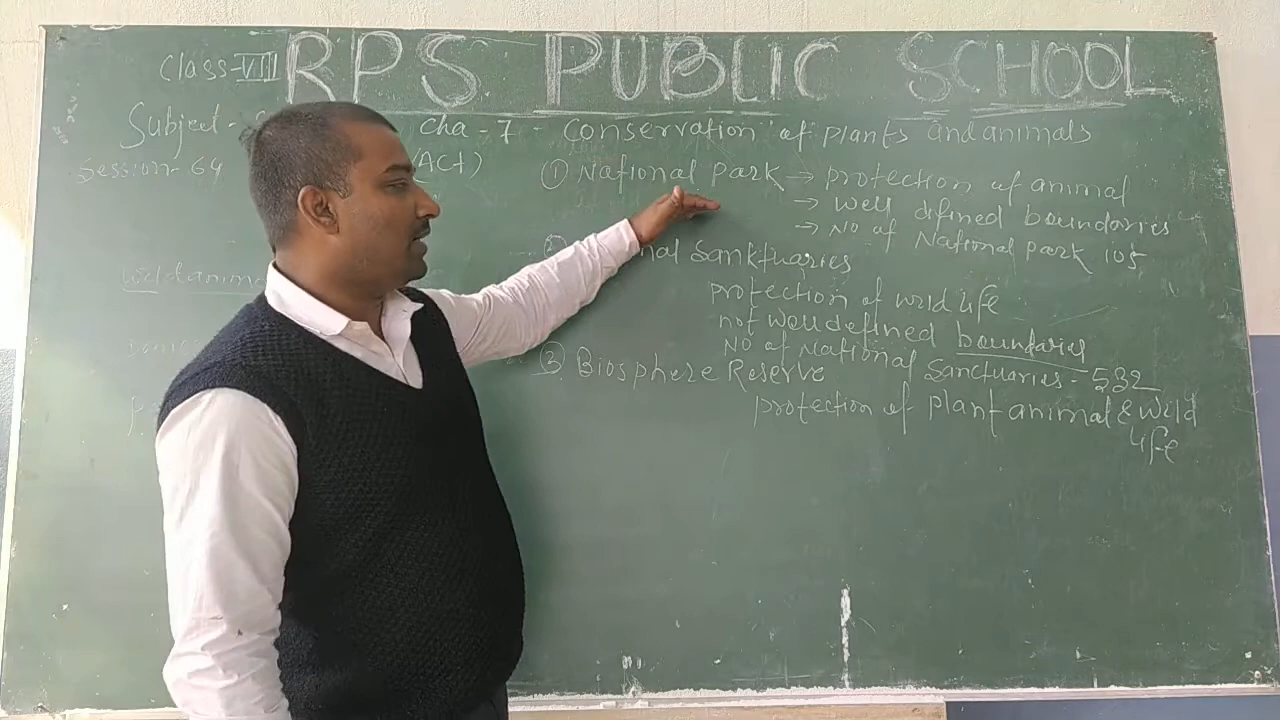 Class-VIII RPS PUBLIC SCHOOL
Subject- cha-7 - Conservation of plants and animals
Session-64 (ACt)
① National Park → protection of animal
→ Well defined boundaries
→ No of National Park 105
Sanktuaries
protection of wild life
not well defined boundaries
No of National Sanctuaries - 532
③ Biosphere Reserve
protection of plant animal & wild
life